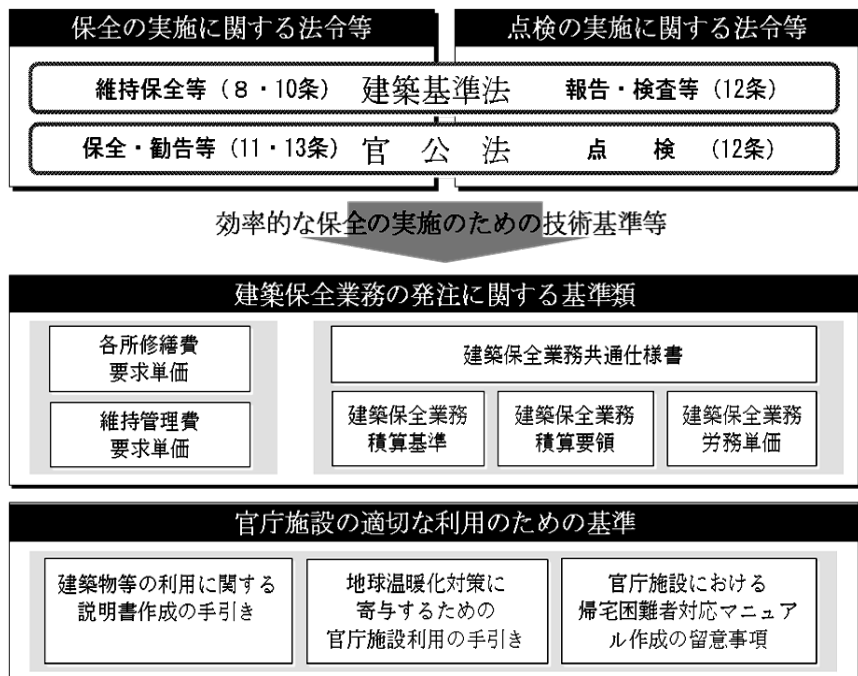 保全の実施に関する法令等
点検の実施に関する法令等
維持保全等(8・10条) 建築基準法 報告・検査等(12条)
保全・勧告等(11・13条) 官公法 点検(12条)
効率的な保全の実施のための技術基準等
建築保全業務の発注に関する基準類
各所修繕費
要求単価
維持管理費
要求単価
建築保全業務共通仕様書
建築保全業務
積算基準
建築保全業務
積算要領
建築保全業務
労務単価
官庁施設の適切な利用のための基準
建築物等の利用に関する
説明書作成の手引き
地球温暖化対策に
寄与するための
官庁施設利用の手引き
官庁施設における
帰宅困難者対応マニュア
ル作成の留意事項